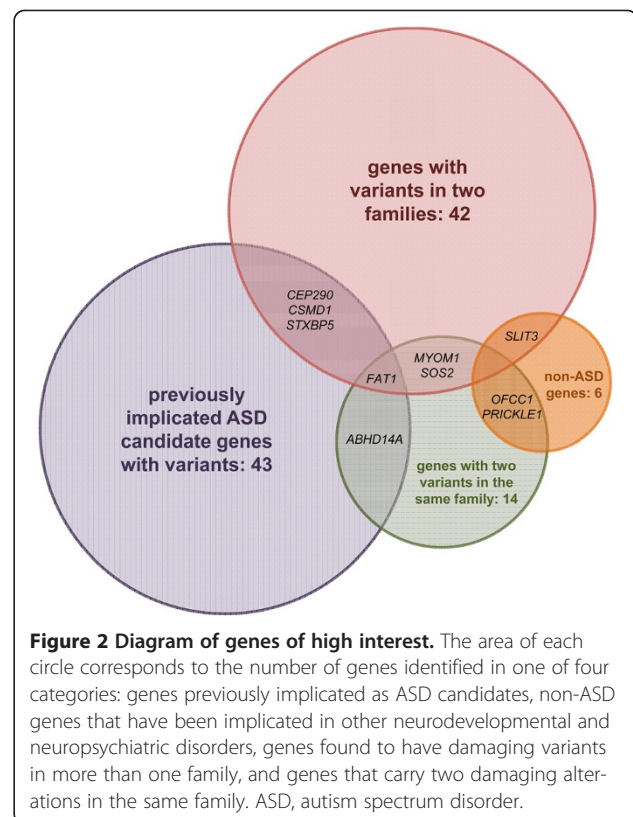 genes with
variants in two
families: 42
CEP290
CSMD1
STXBP5
SLIT3
MYOM1
SOS2
FAT1
non-ASD
genes: 6
OFCC1
PRICKLE1
previously
implicated ASD
candidate genes
with variants: 43
ABHD14A
genes with two
variants in the
same family: 14
Figure 2 Diagram of genes of high interest. The area of each
circle corresponds to the number of genes identified in one of four
categories: genes previously implicated as ASD candidates, non-ASD
genes that have been implicated in other neurodevelopmental and
neuropsychiatric disorders, genes found to have damaging variants
in more than one family, and genes that carry two damaging alter-
ations in the same family. ASD, autism spectrum disorder.